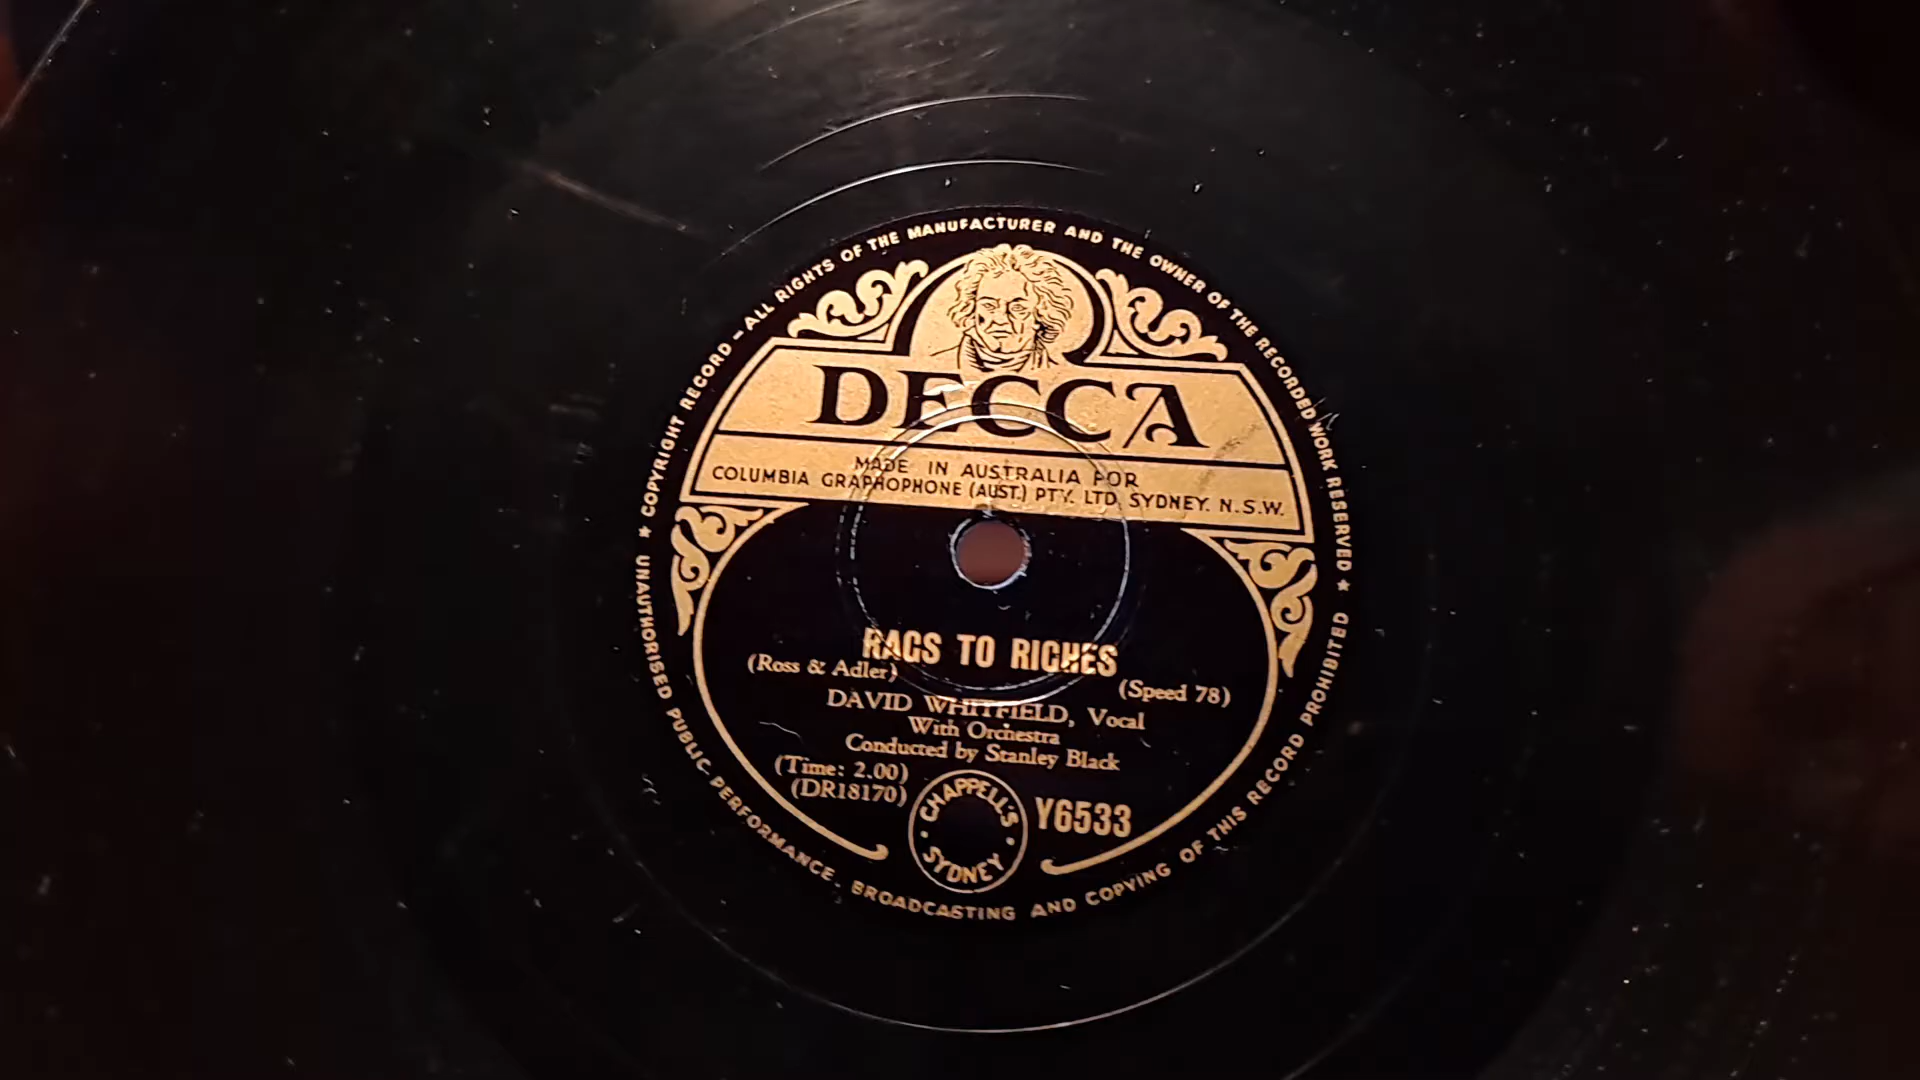 COPYRIGHT RECORD – ALL RIGHTS OF THE MANUFACTURER AND THE OWNER OF THE RECORDED WORK RESERVED ★
UNAUTHORISED PUBLIC PERFORMANCE, BROADCASTING AND COPYING OF THIS RECORD PROHIBITED ★
DECCA
MADE IN AUSTRALIA FOR
COLUMBIA GRAPHOPHONE (AUST.) PTY. LTD. SYDNEY. N.S.W.
RAGS TO RICHES
(Ross & Adler)
(Speed 78)
DAVID WHITFIELD, Vocal
With Orchestra
Conducted by Stanley Black
(Time: 2.00)
(DR18170)
CHAPPELL'S
SYDNEY
Y6533